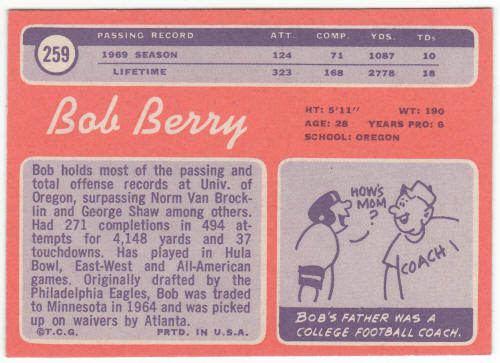 259
PASSING RECORD ATT. COMP. YDS. TDs
1969 SEASON 124 71 1087 10
LIFETIME 323 168 2778 18
Bob Berry
HT: 5'11" WT: 190
AGE: 28 YEARS PRO: 6
SCHOOL: OREGON
Bob holds most of the passing and
total offense records at Univ. of
Oregon, surpassing Norm Van Brock-
lin and George Shaw among others.
Had 271 completions in 494 at-
tempts for 4,148 yards and 37
touchdowns. Has played in Hula
Bowl, East-West and All-American
games. Originally drafted by the
Philadelphia Eagles, Bob was traded
to Minnesota in 1964 and was picked
up on waivers by Atlanta.
©T.C.G. PRTD. IN U.S.A.
HOW'S
MOM
?
COACH!
BOB'S FATHER WAS A
COLLEGE FOOTBALL COACH.